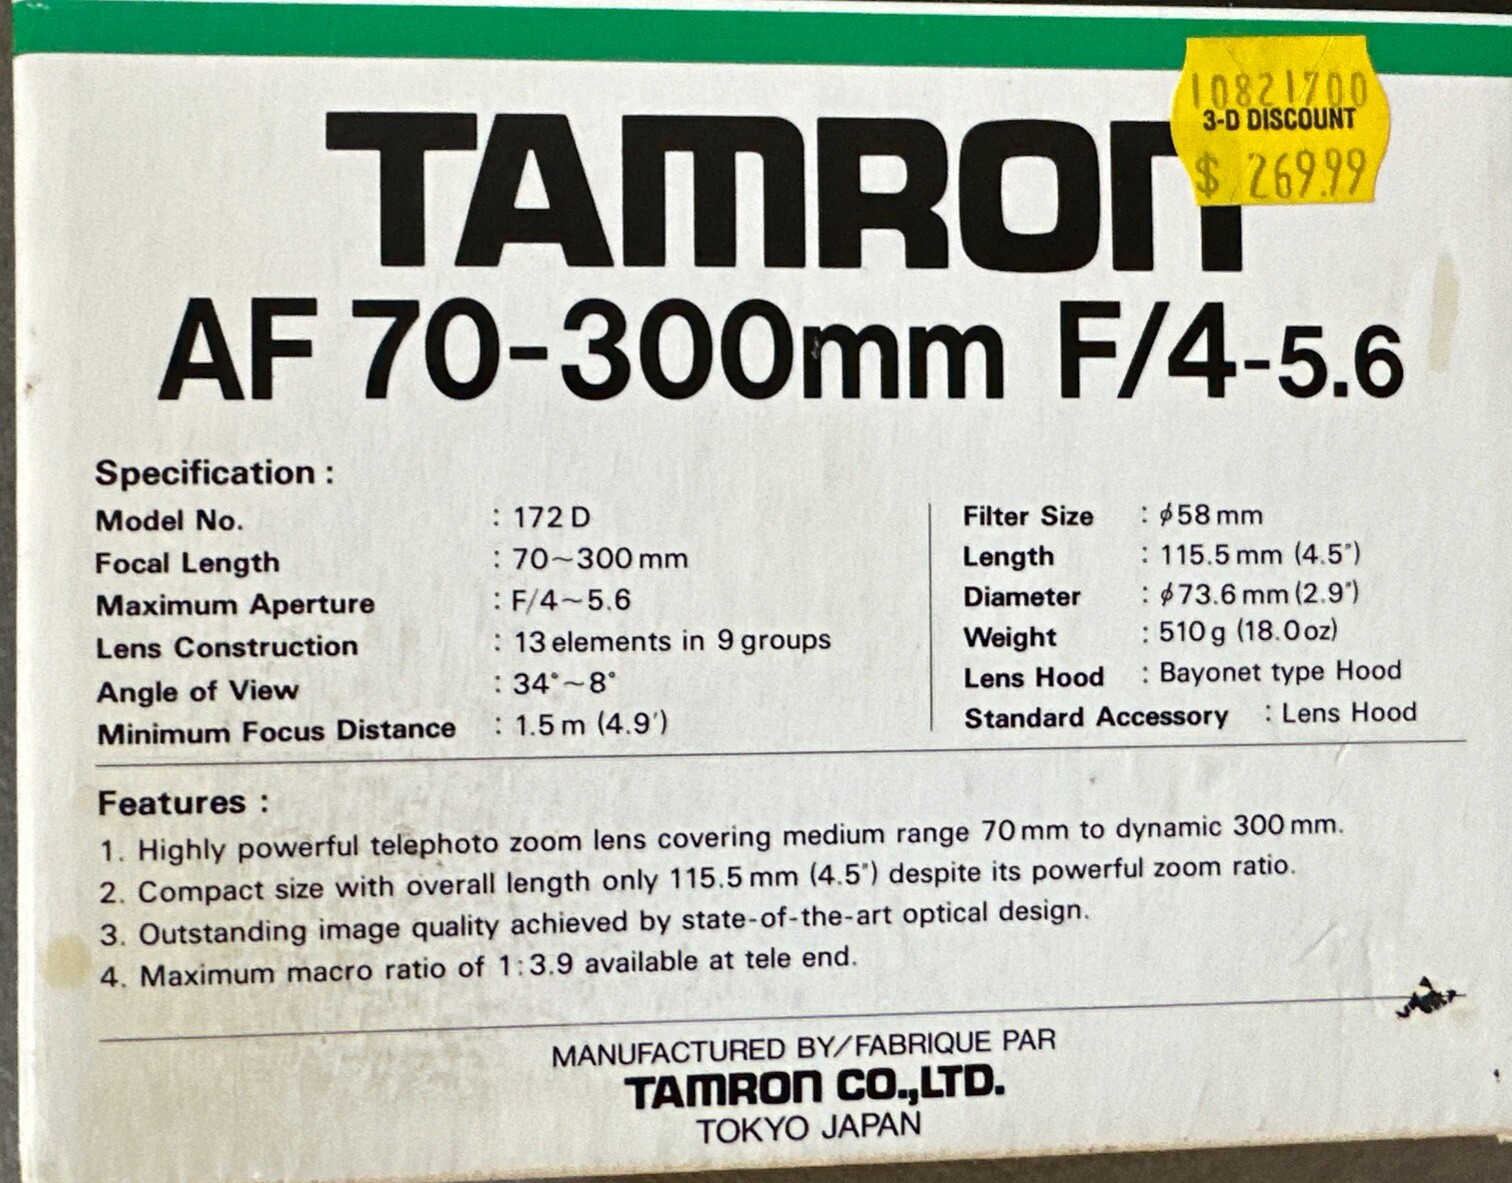 10821700
3-D DISCOUNT
$ 269.99
TAMRON
AF 70-300mm F/4-5.6
Specification :
Model No. : 172 D
Focal Length : 70~300 mm
Maximum Aperture : F/4~5.6
Lens Construction : 13 elements in 9 groups
Angle of View : 34°~8°
Minimum Focus Distance : 1.5 m (4.9′)
Filter Size : ϕ58 mm
Length : 115.5 mm (4.5″)
Diameter : ϕ73.6 mm (2.9″)
Weight : 510 g (18.0 oz)
Lens Hood : Bayonet type Hood
Standard Accessory : Lens Hood
Features :
1. Highly powerful telephoto zoom lens covering medium range 70 mm to dynamic 300 mm.
2. Compact size with overall length only 115.5 mm (4.5″) despite its powerful zoom ratio.
3. Outstanding image quality achieved by state-of-the-art optical design.
4. Maximum macro ratio of 1:3.9 available at tele end.
MANUFACTURED BY/FABRIQUE PAR
TAMRON CO.,LTD.
TOKYO JAPAN